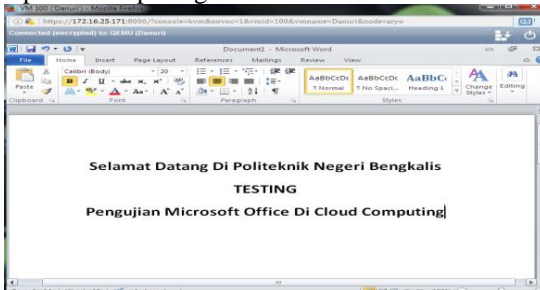 VM 100 ('Danuri') - Mozilla Firefox
https://172.16.25.171:8006/?console=kvm&novnc=1&vmid=100&vmname=Danuri&node=aryo
Connected (encrypted) to: QEMU (Danuri)
Document1 - Microsoft Word
File Home Insert Page Layout References Mailings Review View
Calibri (Body) 20
AaBbCcDc AaBbCcDc AaBbC
Paste
¶ Normal ¶ No Spaci... Heading 1 Change Styles Editing
Clipboard Font Paragraph Styles
Selamat Datang Di Politeknik Negeri Bengkalis
TESTING
Pengujian Microsoft Office Di Cloud Computing